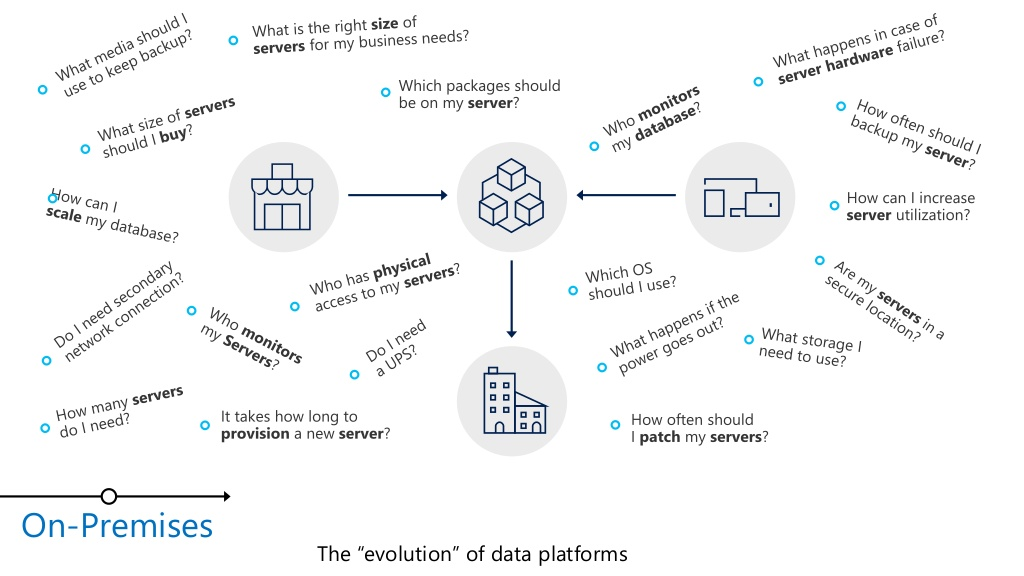 What media should I
use to keep backup?
What is the right size of
servers for my business needs?
Which packages should
be on my server?
What happens in case of
server hardware failure?
What size of servers
should I buy?
Who monitors
my database?
How often should I
backup my server?
How can I
scale my database?
How can I increase
server utilization?
Who has physical
access to my servers?
Which OS
should I use?
Are my servers in a
secure location?
Do I need secondary
network connection?
Who monitors
my Servers?
Do I need
a UPS?
What happens if the
power goes out?
What storage I
need to use?
How many servers
do I need?
It takes how long to
provision a new server?
How often should
I patch my servers?
On-Premises
The “evolution” of data platforms